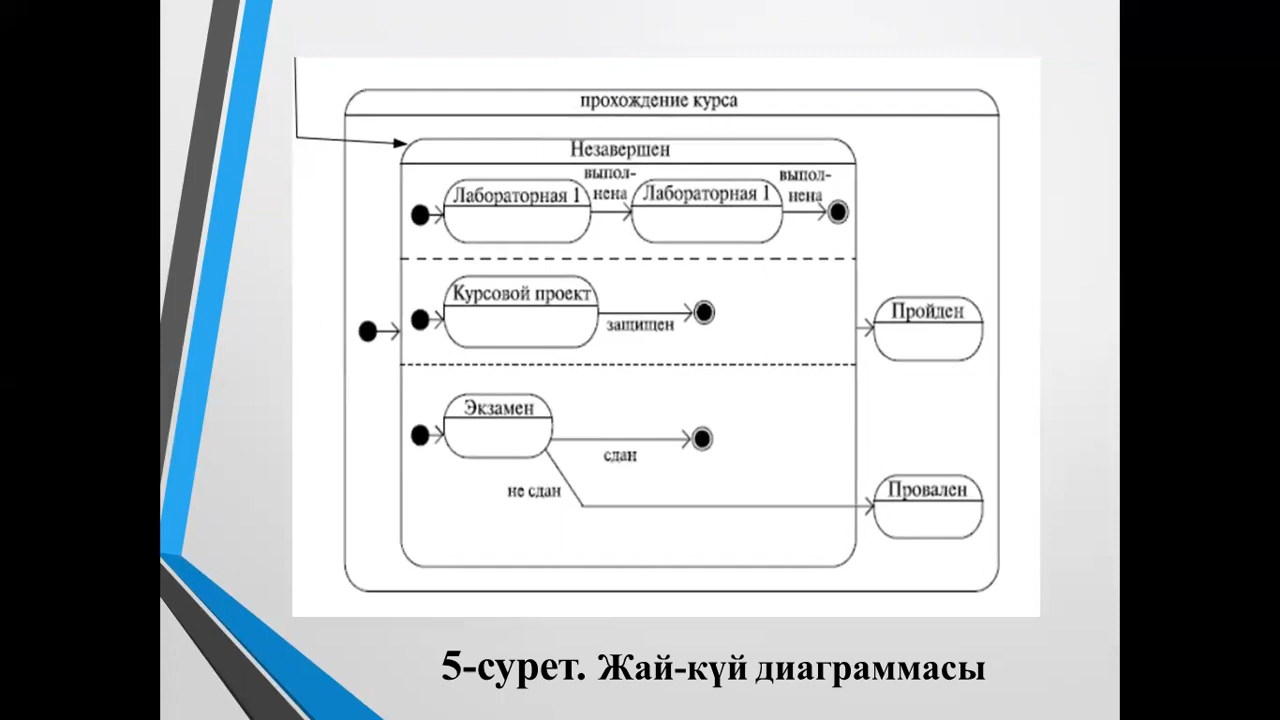 прохождение курса
Незавершен
Лабораторная 1
выпол-
нена
Лабораторная 1
выпол-
нена
Курсовой проект
защищен
Пройден
Экзамен
сдан
не сдан
Провален
5-сурет. Жай-күй диаграммасы